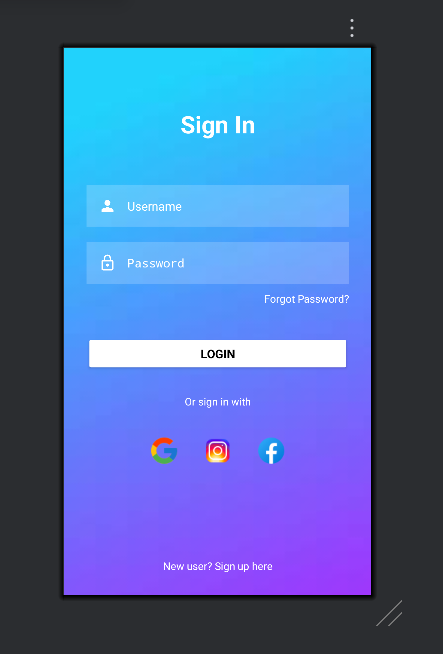 Sign In
Username
Password
Forgot Password?
LOGIN
Or sign in with
New user? Sign up here